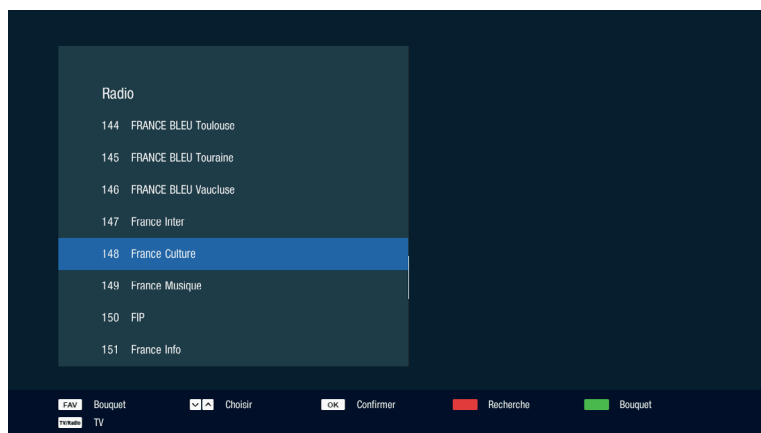 Radio
144 FRANCE BLEU Toulouse
145 FRANCE BLEU Touraine
146 FRANCE BLEU Vaucluse
147 France Inter
148 France Culture
149 France Musique
150 FIP
151 France Info
FAV Bouquet Choisir OK Confirmer Recherche Bouquet
TV/Radio TV